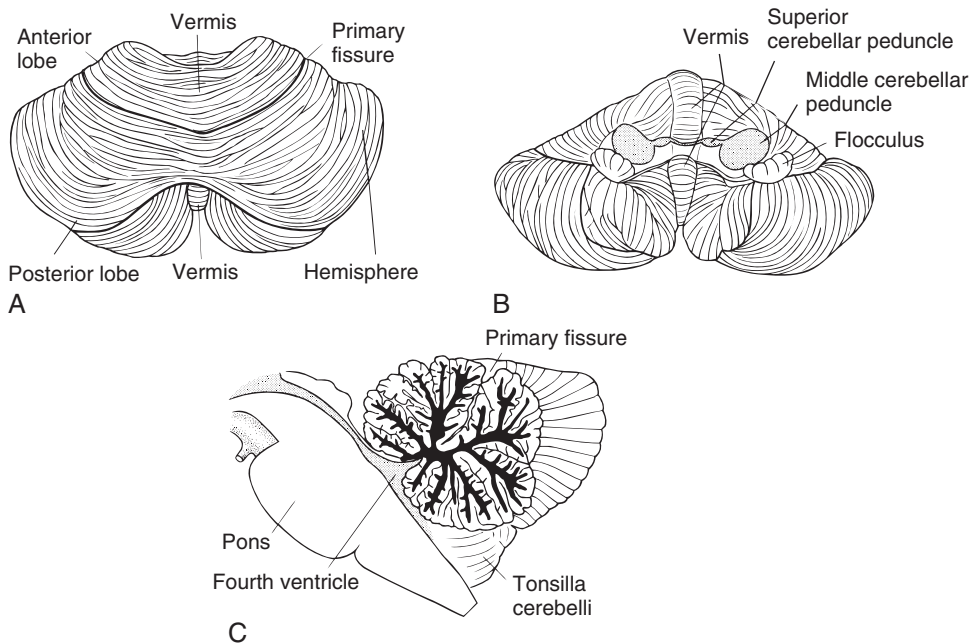 Vermis
Anterior
lobe
Primary
fissure
Posterior lobe
Vermis
Hemisphere
A
Vermis
Superior
cerebellar peduncle
Middle cerebellar
peduncle
Flocculus
B
Primary fissure
Pons
Fourth ventricle
Tonsilla
cerebelli
C